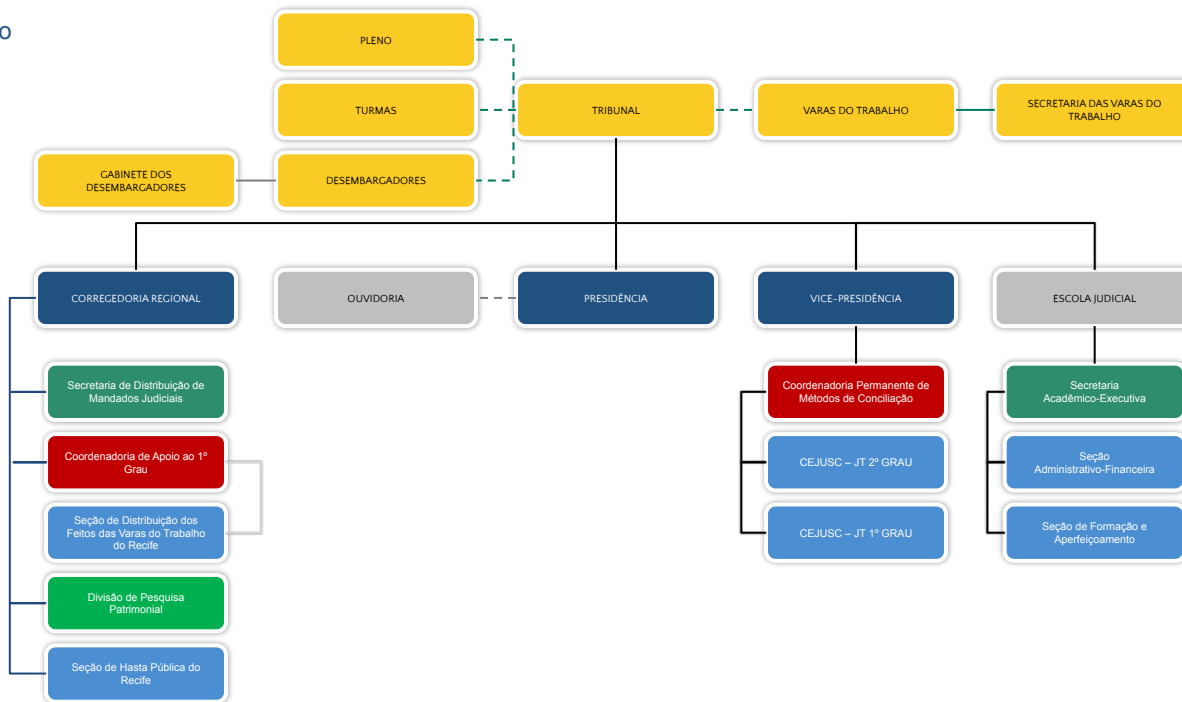 o
PLENO
TURMAS
TRIBUNAL
VARAS DO TRABALHO
SECRETARIA DAS VARAS DO
TRABALHO
GABINETE DOS
DESEMBARGADORES
DESEMBARGADORES
CORREGEDORIA REGIONAL
OUVIDORIA
PRESIDÊNCIA
VICE-PRESIDÊNCIA
ESCOLA JUDICIAL
Secretaria de Distribuição de
Mandados Judiciais
Coordenadoria de Apoio ao 1º
Grau
Seção de Distribuição dos
Feitos das Varas do Trabalho
do Recife
Divisão de Pesquisa
Patrimonial
Seção de Hasta Pública do
Recife
Coordenadoria Permanente de
Métodos de Conciliação
CEJUSC – JT 2º GRAU
CEJUSC – JT 1º GRAU
Secretaria
Acadêmico-Executiva
Seção
Administrativo-Financeira
Seção de Formação e
Aperfeiçoamento